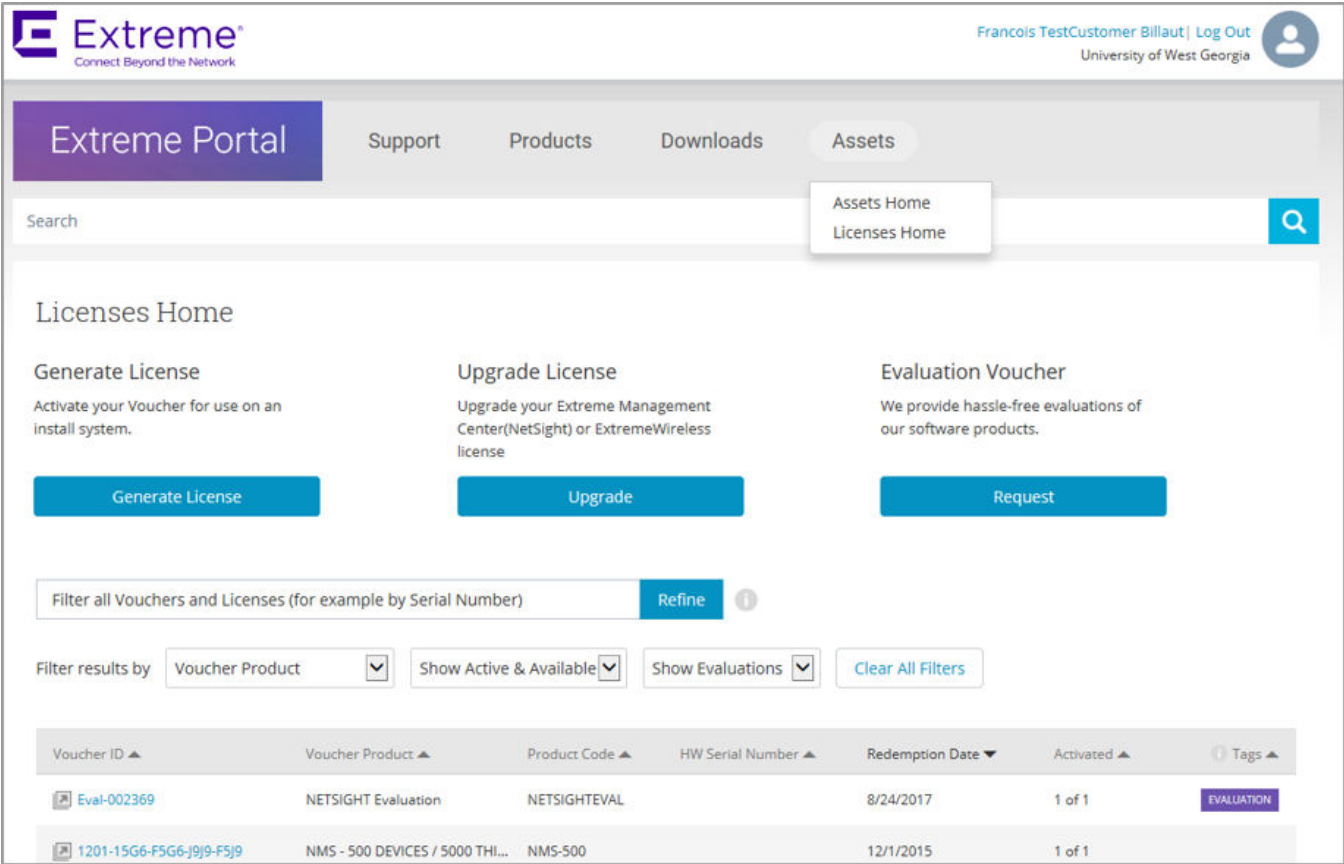 Extreme
Connect Beyond the Network
Francois TestCustomer Billaut| Log Out
University of West Georgia
Extreme Portal
Support
Products
Downloads
Assets
Assets Home
Licenses Home
Search
Licenses Home
Generate License
Activate your Voucher for use on an
install system.
Generate License
Upgrade License
Upgrade your Extreme Management
Center(NetSight) or ExtremeWireless
license
Upgrade
Evaluation Voucher
We provide hassle-free evaluations of
our software products.
Request
Filter all Vouchers and Licenses (for example by Serial Number)
Refine
Filter results by
Voucher Product
Show Active & Available
Show Evaluations
Clear All Filters
Voucher ID
Voucher Product
Product Code
HW Serial Number
Redemption Date
Activated
Tags
Eval-002369
NETSIGHT Evaluation
NETSIGHTEVAL
8/24/2017
1 of 1
EVALUATION
1201-15G6-F5G6-J9J9-F5J9
NMS - 500 DEVICES / 5000 THI...
NMS-500
12/1/2015
1 of 1